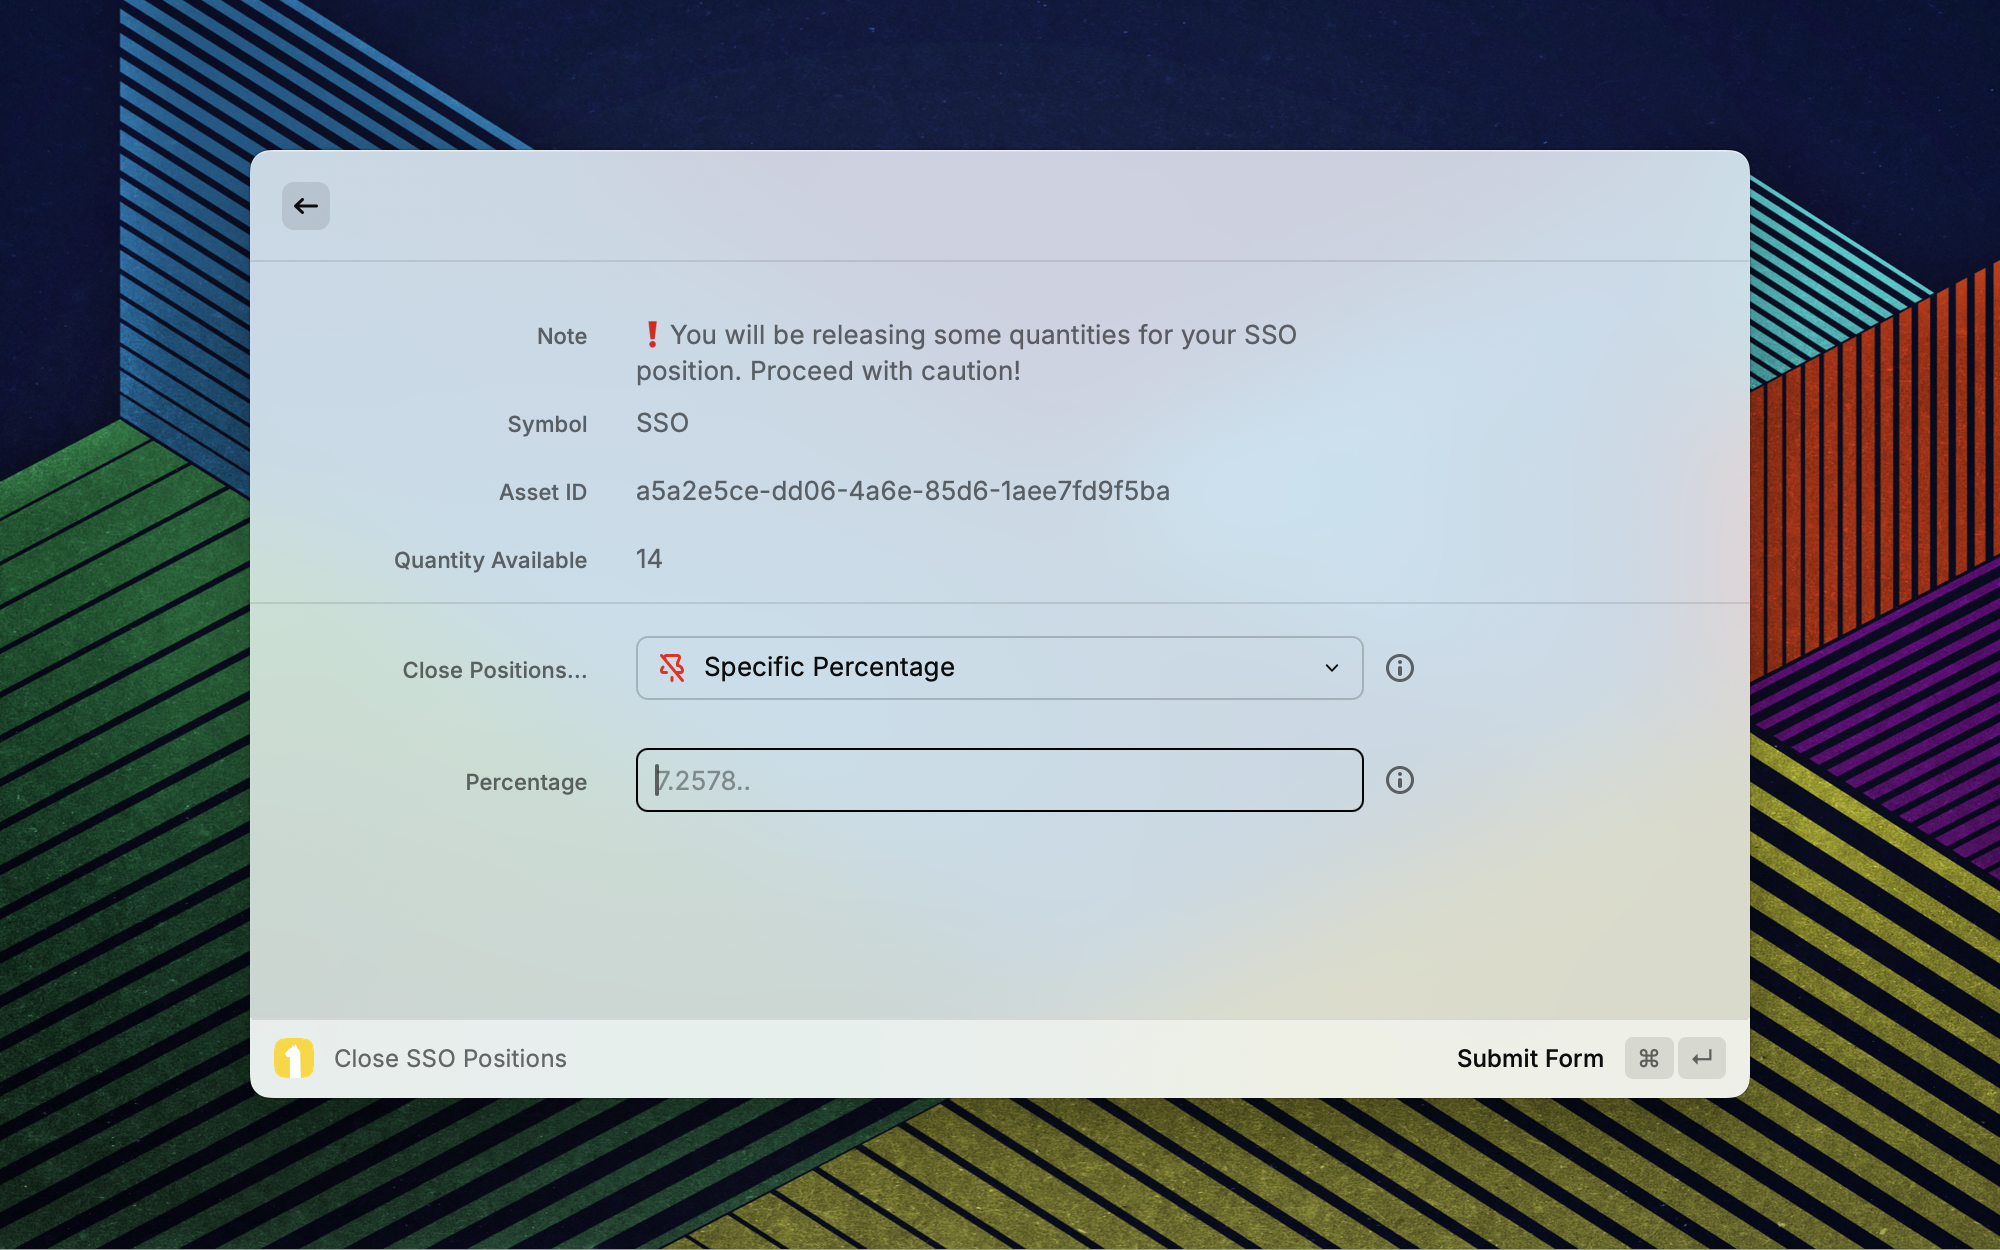 Note
❗ You will be releasing some quantities for your SSO
position. Proceed with caution!
Symbol
SSO
Asset ID
a5a2e5ce-dd06-4a6e-85d6-1aee7fd9f5ba
Quantity Available
14
Close Positions...
Specific Percentage
Percentage
7.2578..
Close SSO Positions
Submit Form ⌘ ↵